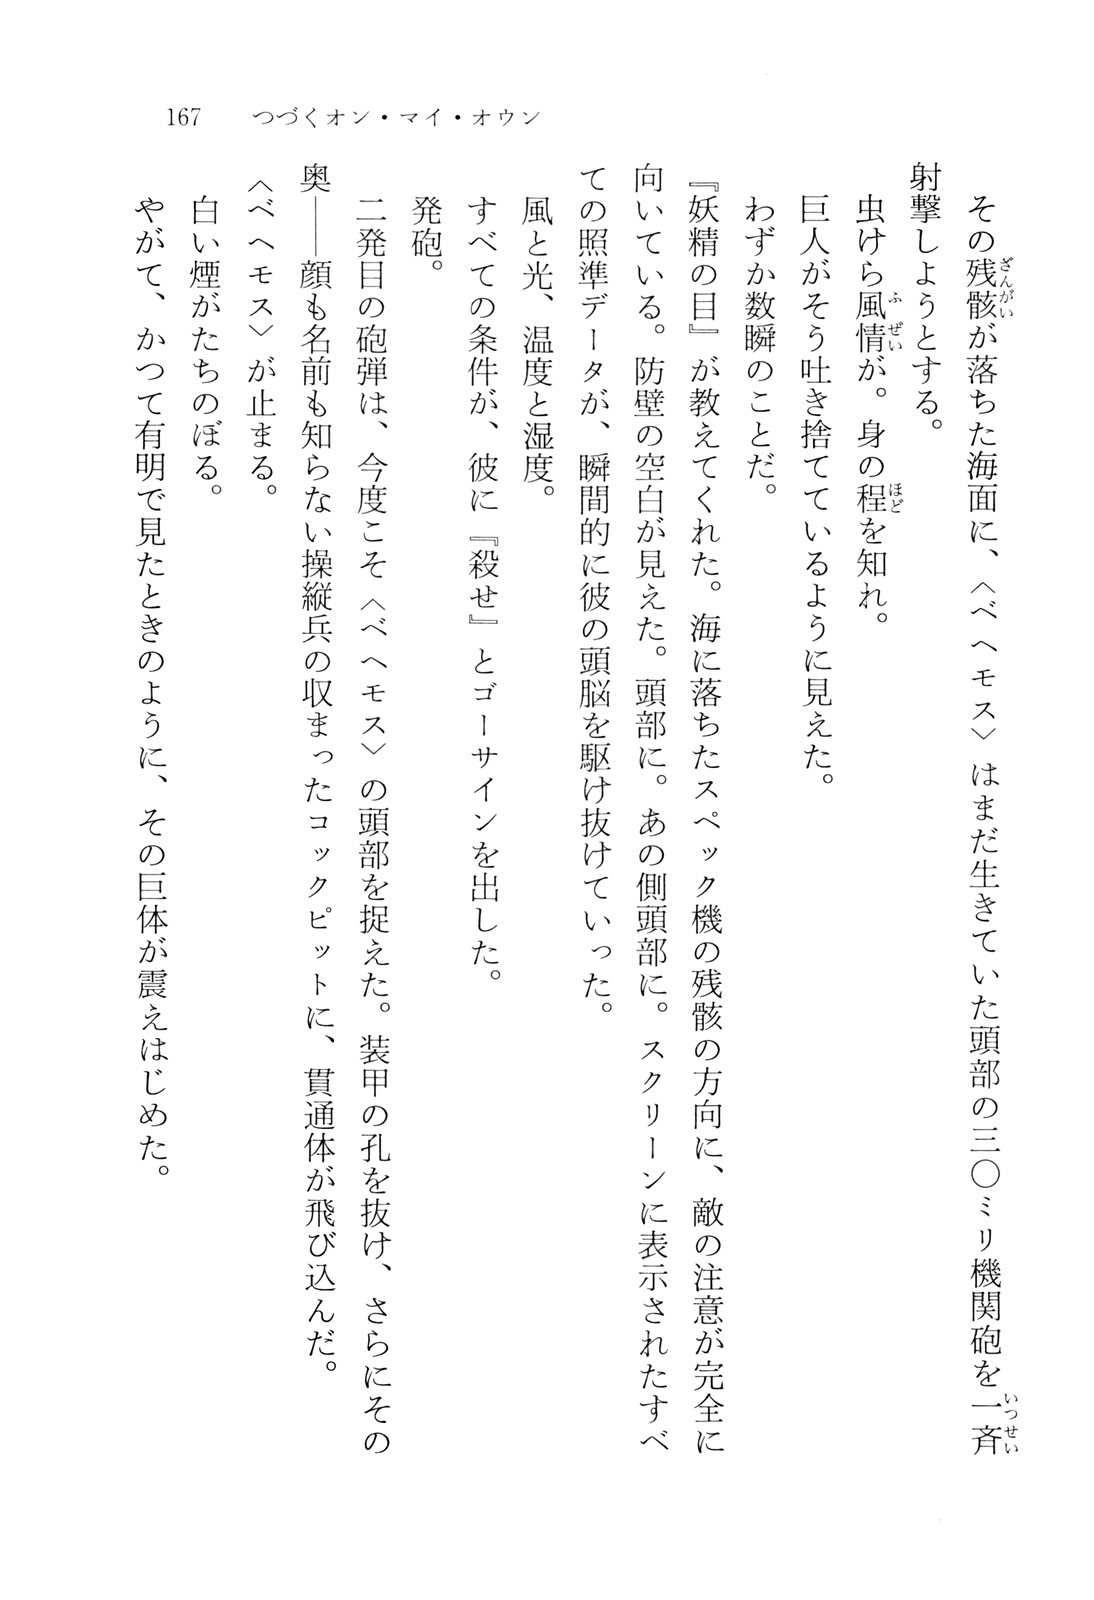 167　つづくオン・マイ・オウン
　その残骸が落ちた海面に、〈ベヘモス〉はまだ生きていた頭部の三〇ミリ機関砲を一斉
射撃しようとする。
　虫けら風情が。身の程を知れ。
　巨人がそう吐き捨てているように見えた。
　わずか数瞬のことだ。
『妖精の目』が教えてくれた。海に落ちたスペック機の残骸の方向に、敵の注意が完全に
向いている。防壁の空白が見えた。頭部に。あの側頭部に。スクリーンに表示されたすべ
ての照準データが、瞬間的に彼の頭脳を駆け抜けていった。
　風と光、温度と湿度。
　すべての条件が、彼に『殺せ』とゴーサインを出した。
　発砲。
　二発目の砲弾は、今度こそ〈ベヘモス〉の頭部を捉えた。装甲の孔を抜け、さらにその
奥――顔も名前も知らない操縦兵の収まったコックピットに、貫通体が飛び込んだ。
〈ベヘモス〉が止まる。
　白い煙がたちのぼる。
　やがて、かつて有明で見たときのように、その巨体が震えはじめた。
ざんがい
いっせい
ふぜい
ほど